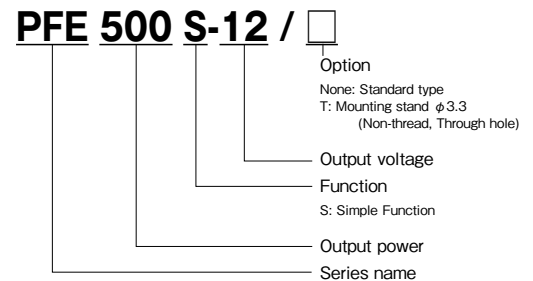 PFE 500 S-12 / □
Option
None: Standard type
T: Mounting stand φ3.3
(Non-thread, Through hole)
Output voltage
Function
S: Simple Function
Output power
Series name